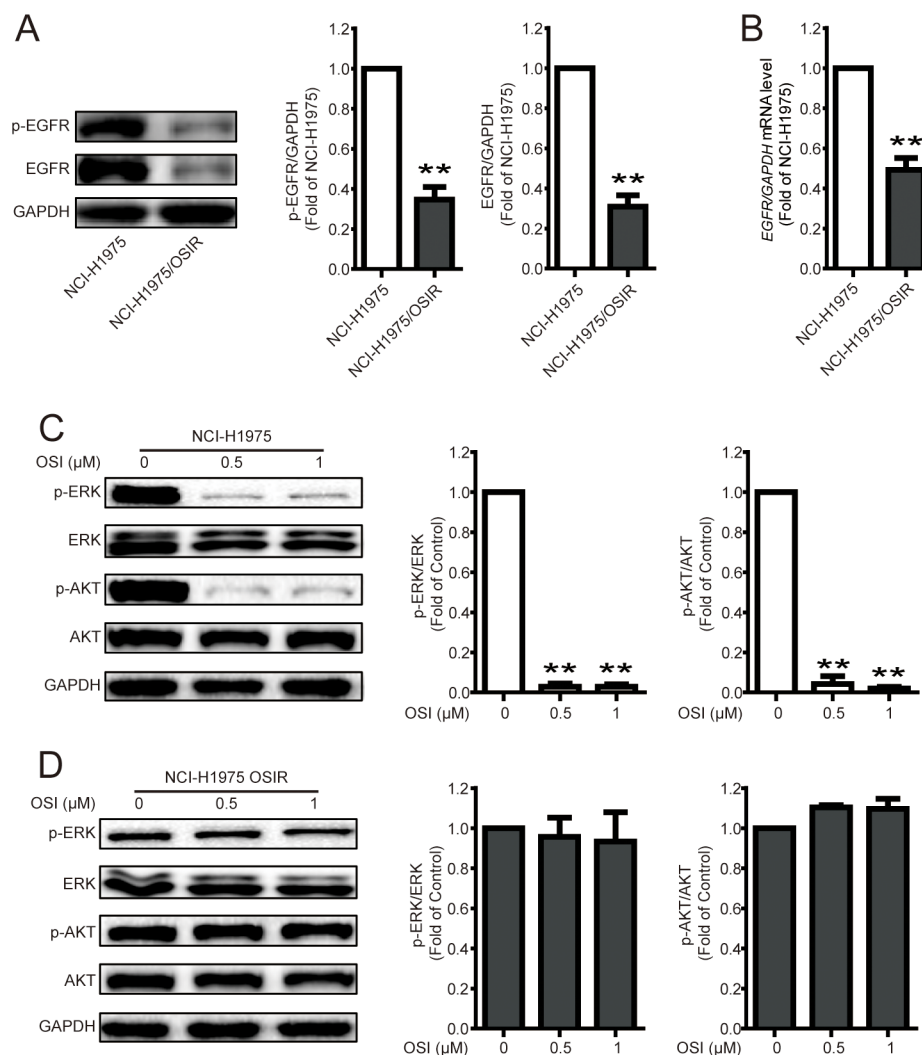 A
p-EGFR
EGFR
GAPDH
NCI-H1975
NCI-H1975/OSIR
p-EGFR/GAPDH
(Fold of NCI-H1975)
1.2
1.0
0.8
0.6
0.4
0.2
0.0
**
NCI-H1975
NCI-H1975/OSIR
EGFR/GAPDH
(Fold of NCI-H1975)
1.2
1.0
0.8
0.6
0.4
0.2
0.0
**
NCI-H1975
NCI-H1975/OSIR
B
EGFR/GAPDH mRNA level
(Fold of NCI-H1975)
1.2
1.0
0.8
0.6
0.4
0.2
0.0
**
NCI-H1975
NCI-H1975/OSIR
C
NCI-H1975
OSI (μM) 0 0.5 1
p-ERK
ERK
p-AKT
AKT
GAPDH
p-ERK/ERK
(Fold of Control)
1.2
1.0
0.8
0.6
0.4
0.2
0.0
** **
OSI (μM) 0 0.5 1
p-AKT/AKT
(Fold of Control)
1.2
1.0
0.8
0.6
0.4
0.2
0.0
** **
OSI (μM) 0 0.5 1
D
NCI-H1975 OSIR
OSI (μM) 0 0.5 1
p-ERK
ERK
p-AKT
AKT
GAPDH
p-ERK/ERK
(Fold of Control)
1.2
1.0
0.8
0.6
0.4
0.2
0.0
OSI (μM) 0 0.5 1
p-AKT/AKT
(Fold of Control)
1.2
1.0
0.8
0.6
0.4
0.2
0.0
OSI (μM) 0 0.5 1